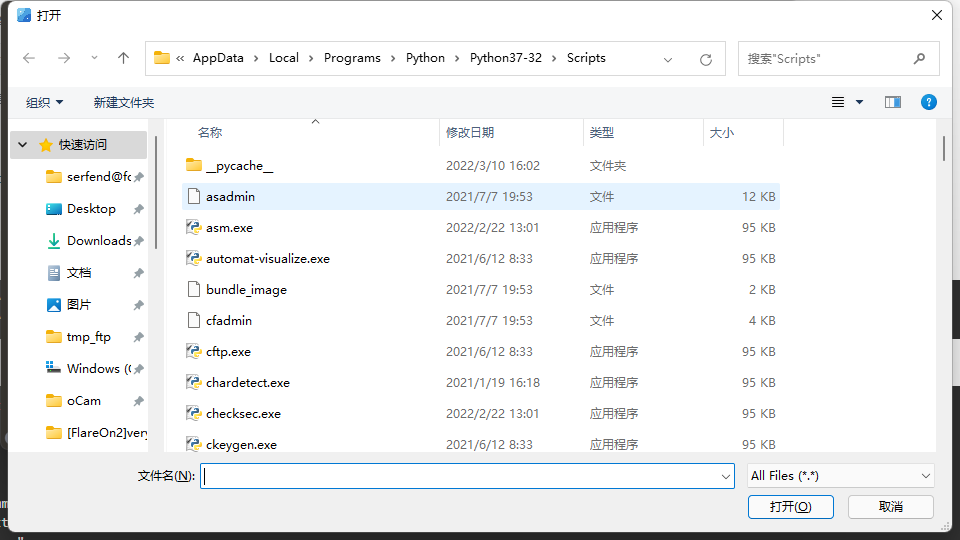 打开
« AppData › Local › Programs › Python › Python37-32 › Scripts
搜索"Scripts"
组织 新建文件夹
名称 修改日期 类型 大小
快速访问
serfend@fc
Desktop
Downloads
文档
图片
tmp_ftp
Windows (
oCam
[FlareOn2]very
__pycache__ 2022/3/10 16:02 文件夹
asadmin 2021/7/7 19:53 文件 12 KB
asm.exe 2022/2/22 13:01 应用程序 95 KB
automat-visualize.exe 2021/6/12 8:33 应用程序 95 KB
bundle_image 2021/7/7 19:53 文件 2 KB
cfadmin 2021/7/7 19:53 文件 4 KB
cftp.exe 2021/6/12 8:33 应用程序 95 KB
chardetect.exe 2021/1/19 16:18 应用程序 95 KB
checksec.exe 2022/2/22 13:01 应用程序 95 KB
ckeygen.exe 2021/6/12 8:33 应用程序 95 KB
文件名(N):
All Files (*.*)
打开(O) 取消